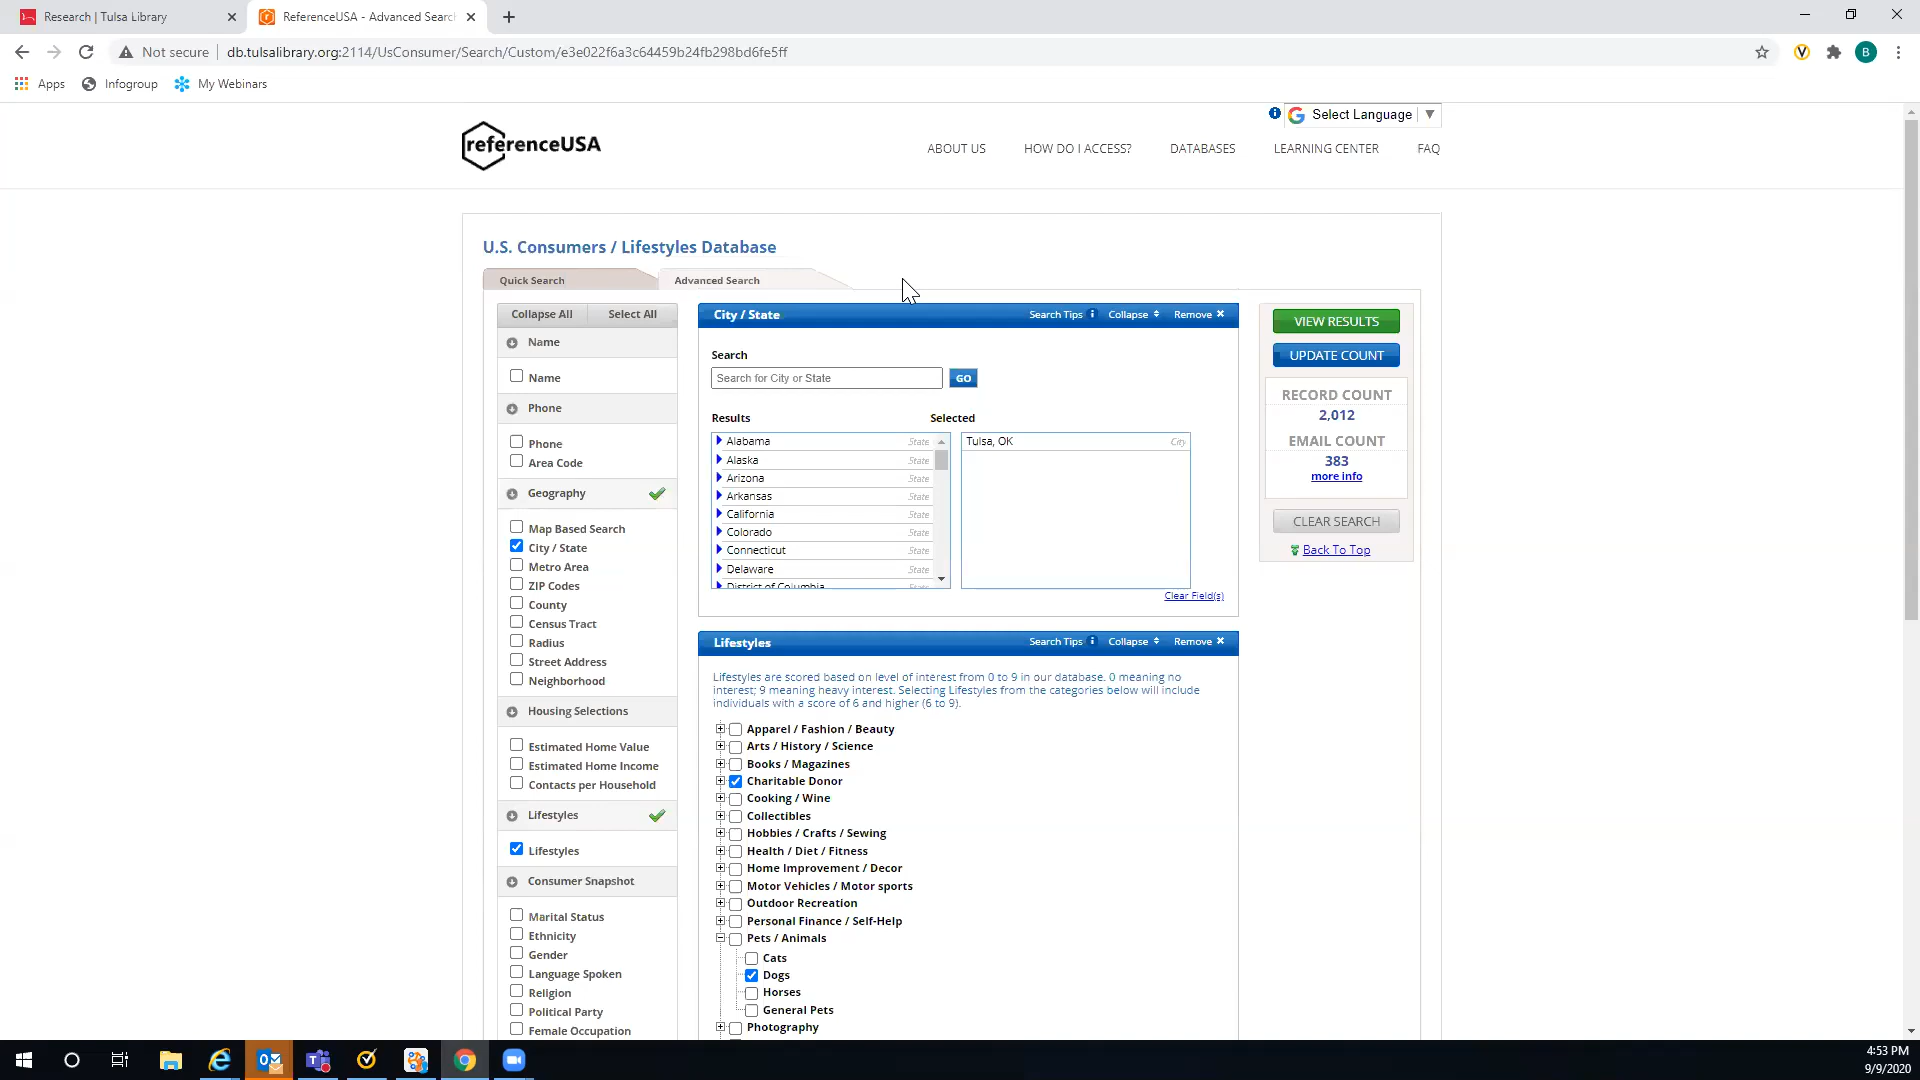 Research | Tulsa Library
ReferenceUSA - Advanced Searc
Not secure
db.tulsalibrary.org:2114/UsConsumer/Search/Custom/e3e022f6a3c64459b24fb298bd6fe5ff
B
Apps
Infogroup
My Webinars
Select Language ▼
referenceUSA
ABOUT US
HOW DO I ACCESS?
DATABASES
LEARNING CENTER
FAQ
U.S. Consumers / Lifestyles Database
Quick Search
Advanced Search
Collapse All
Select All
Name
Name
Phone
Phone
Area Code
Geography
Map Based Search
City / State
Metro Area
ZIP Codes
County
Census Tract
Radius
Street Address
Neighborhood
Housing Selections
Estimated Home Value
Estimated Home Income
Contacts per Household
Lifestyles
Lifestyles
Consumer Snapshot
Marital Status
Ethnicity
Gender
Language Spoken
Religion
Political Party
Female Occupation
City / State
Search Tips
Collapse
Remove
Search
Search for City or State
GO
Results
Selected
Alabama State
Alaska State
Arizona State
Arkansas State
California State
Colorado State
Connecticut State
Delaware State
District of Columbia State
Tulsa, OK City
Clear Field(s)
Lifestyles
Search Tips
Collapse
Remove
Lifestyles are scored based on level of interest from 0 to 9 in our database. 0 meaning no
interest; 9 meaning heavy interest. Selecting Lifestyles from the categories below will include
individuals with a score of 6 and higher (6 to 9).
Apparel / Fashion / Beauty
Arts / History / Science
Books / Magazines
Charitable Donor
Cooking / Wine
Collectibles
Hobbies / Crafts / Sewing
Health / Diet / Fitness
Home Improvement / Decor
Motor Vehicles / Motor sports
Outdoor Recreation
Personal Finance / Self-Help
Pets / Animals
Cats
Dogs
Horses
General Pets
Photography
VIEW RESULTS
UPDATE COUNT
RECORD COUNT
2,012
EMAIL COUNT
383
more info
CLEAR SEARCH
Back To Top
4:53 PM
9/9/2020